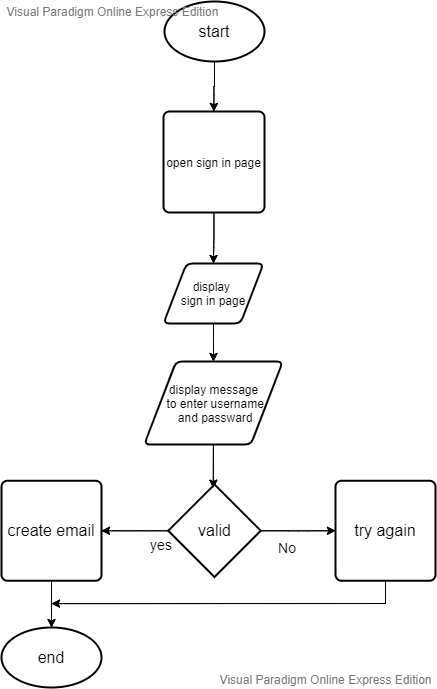 Visual Paradigm Online Express Edition
start
open sign in page
display
sign in page
display message
to enter username
and passward
valid
create email
try again
yes
No
end
Visual Paradigm Online Express Edition